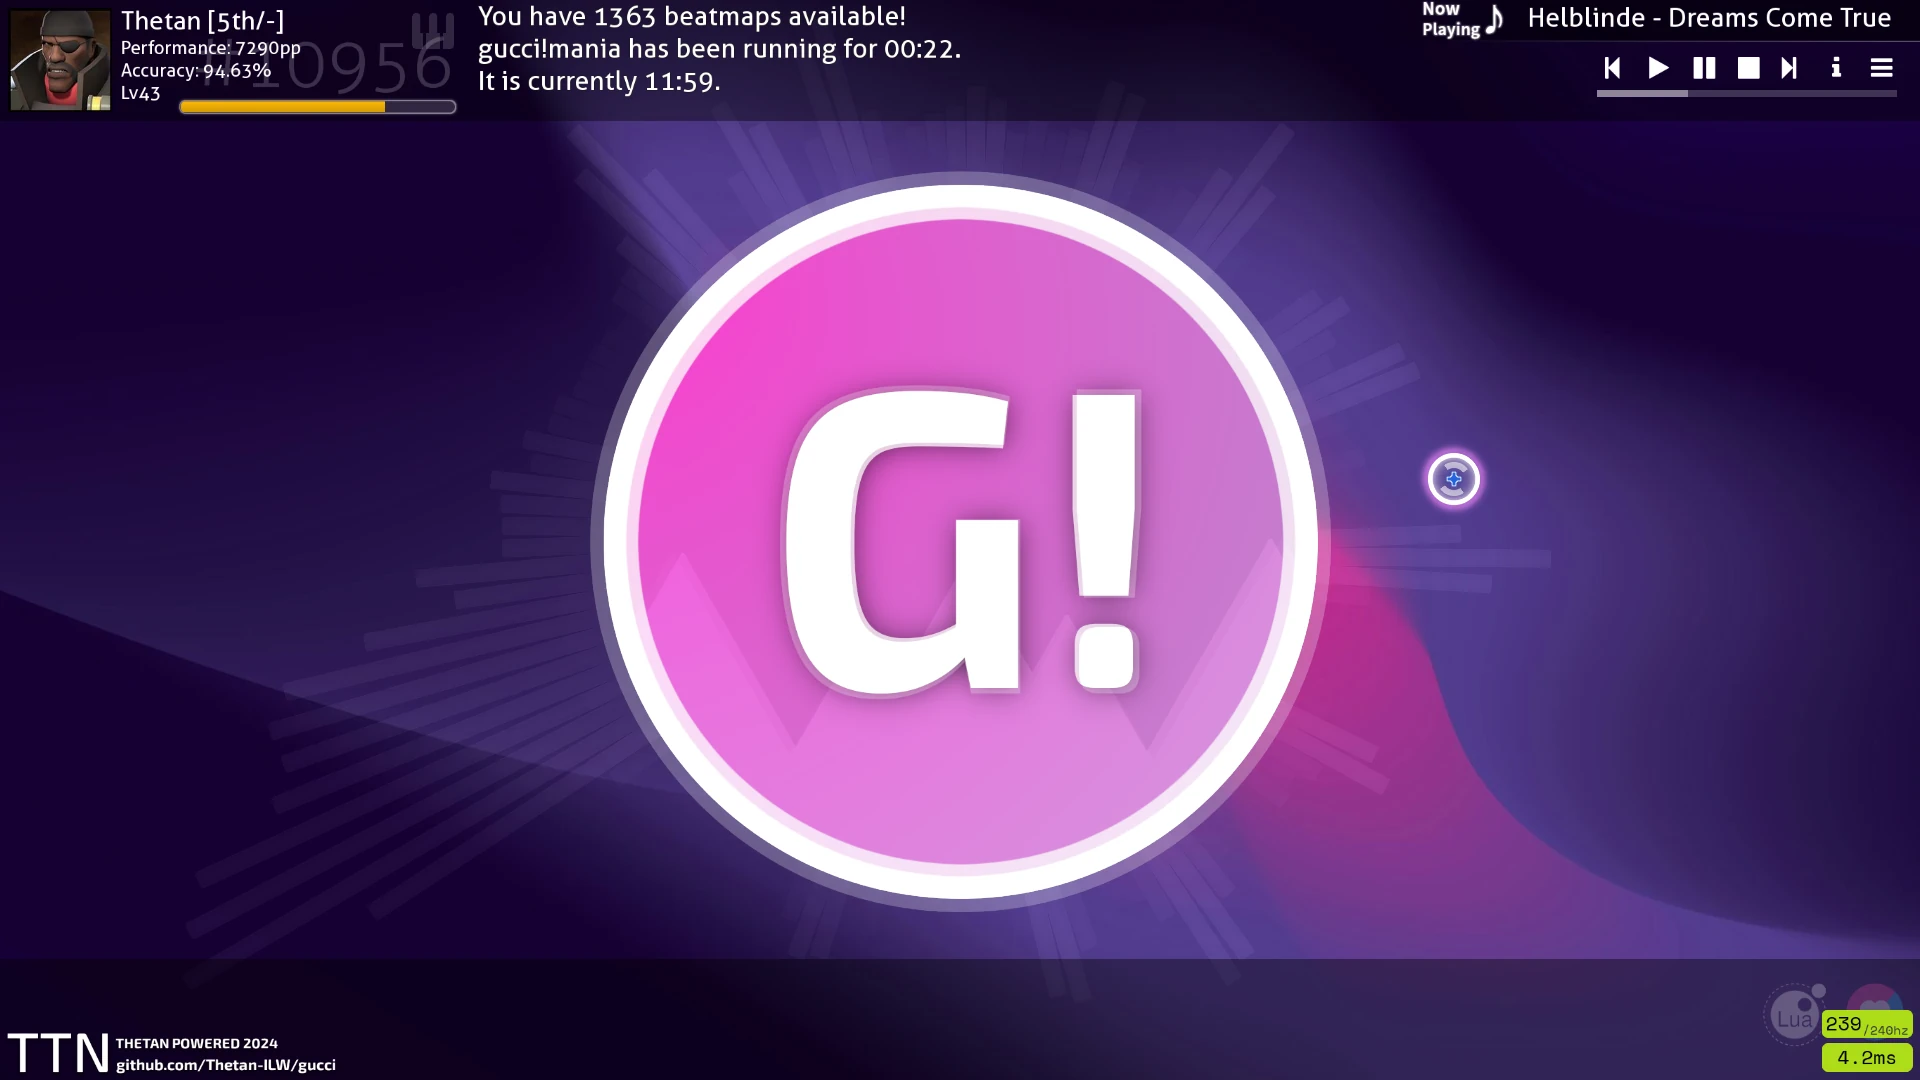 Thetan [5th/-]
Performance: 7290pp
Accuracy: 94.63%
Lv43
#10956
You have 1363 beatmaps available!
gucci!mania has been running for 00:22.
It is currently 11:59.
Now
Playing
Helblinde - Dreams Come True
G!
TTN
THETAN POWERED 2024
github.com/Thetan-ILW/gucci
Lua
239/240hz
4.2ms